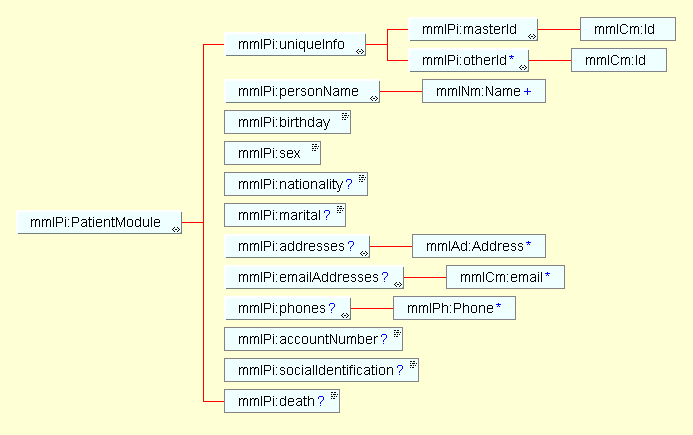 mmlPi:PatientModule
mmlPi:uniqueInfo
mmlPi:masterId
mmlCm:Id
mmlPi:otherId*
mmlCm:Id
mmlPi:personName
mmlNm:Name+
mmlPi:birthday
mmlPi:sex
mmlPi:nationality?
mmlPi:marital?
mmlPi:addresses?
mmlAd:Address*
mmlPi:emailAddresses?
mmlCm:email*
mmlPi:phones?
mmlPh:Phone*
mmlPi:accountNumber?
mmlPi:socialIdentification?
mmlPi:death?